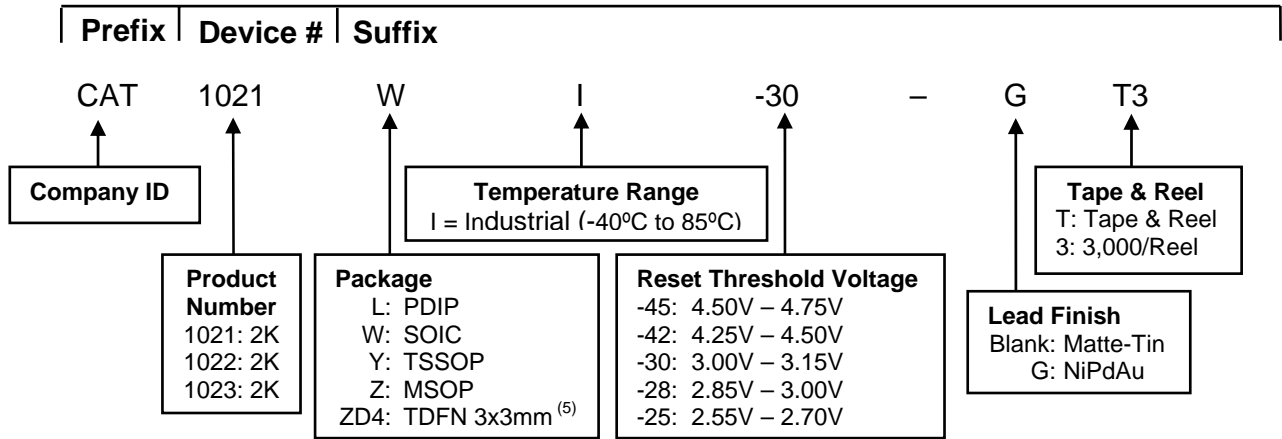 Prefix Device # Suffix
CAT 1021 W I -30 – G T3
Company ID
Temperature Range
I = Industrial (-40ºC to 85ºC)
Tape & Reel
T: Tape & Reel
3: 3,000/Reel
Product
Number
1021: 2K
1022: 2K
1023: 2K
Package
L: PDIP
W: SOIC
Y: TSSOP
Z: MSOP
ZD4: TDFN 3x3mm (5)
Reset Threshold Voltage
-45: 4.50V – 4.75V
-42: 4.25V – 4.50V
-30: 3.00V – 3.15V
-28: 2.85V – 3.00V
-25: 2.55V – 2.70V
Lead Finish
Blank: Matte-Tin
G: NiPdAu